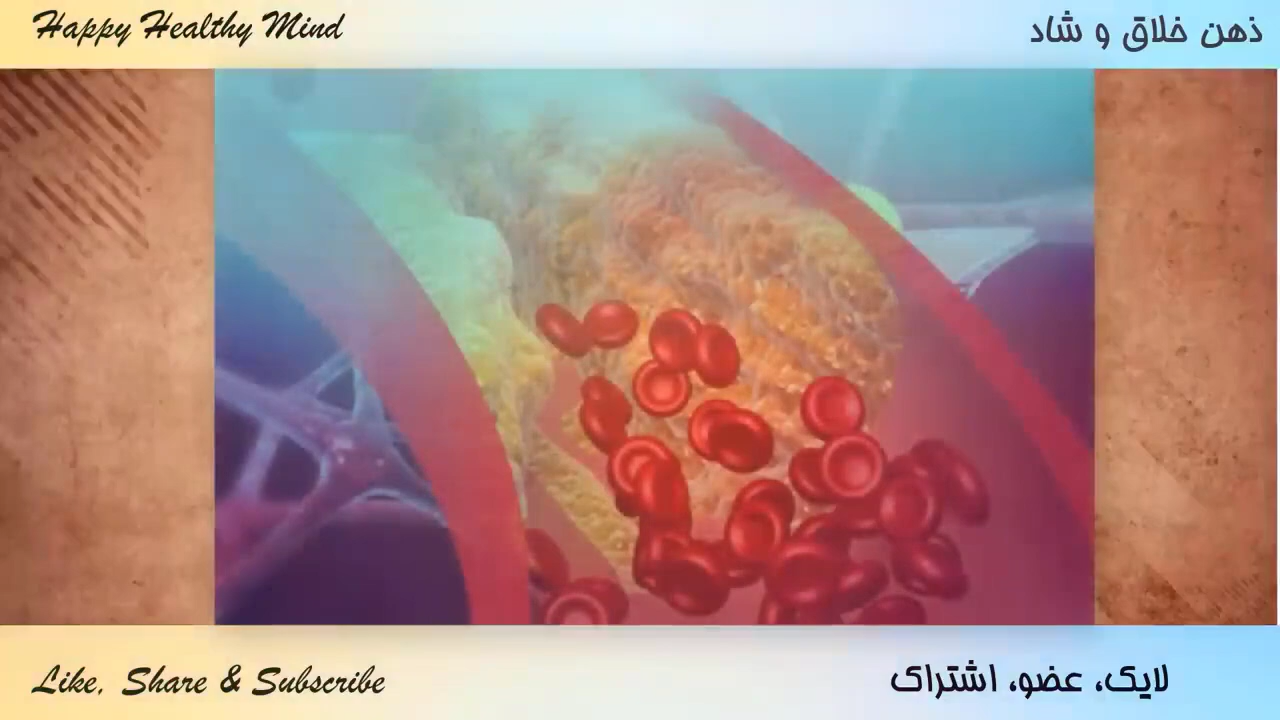 Happy Healthy Mind
ذهن خلاق و شاد
Like, Share & Subscribe
لایک، عضو، اشتراک